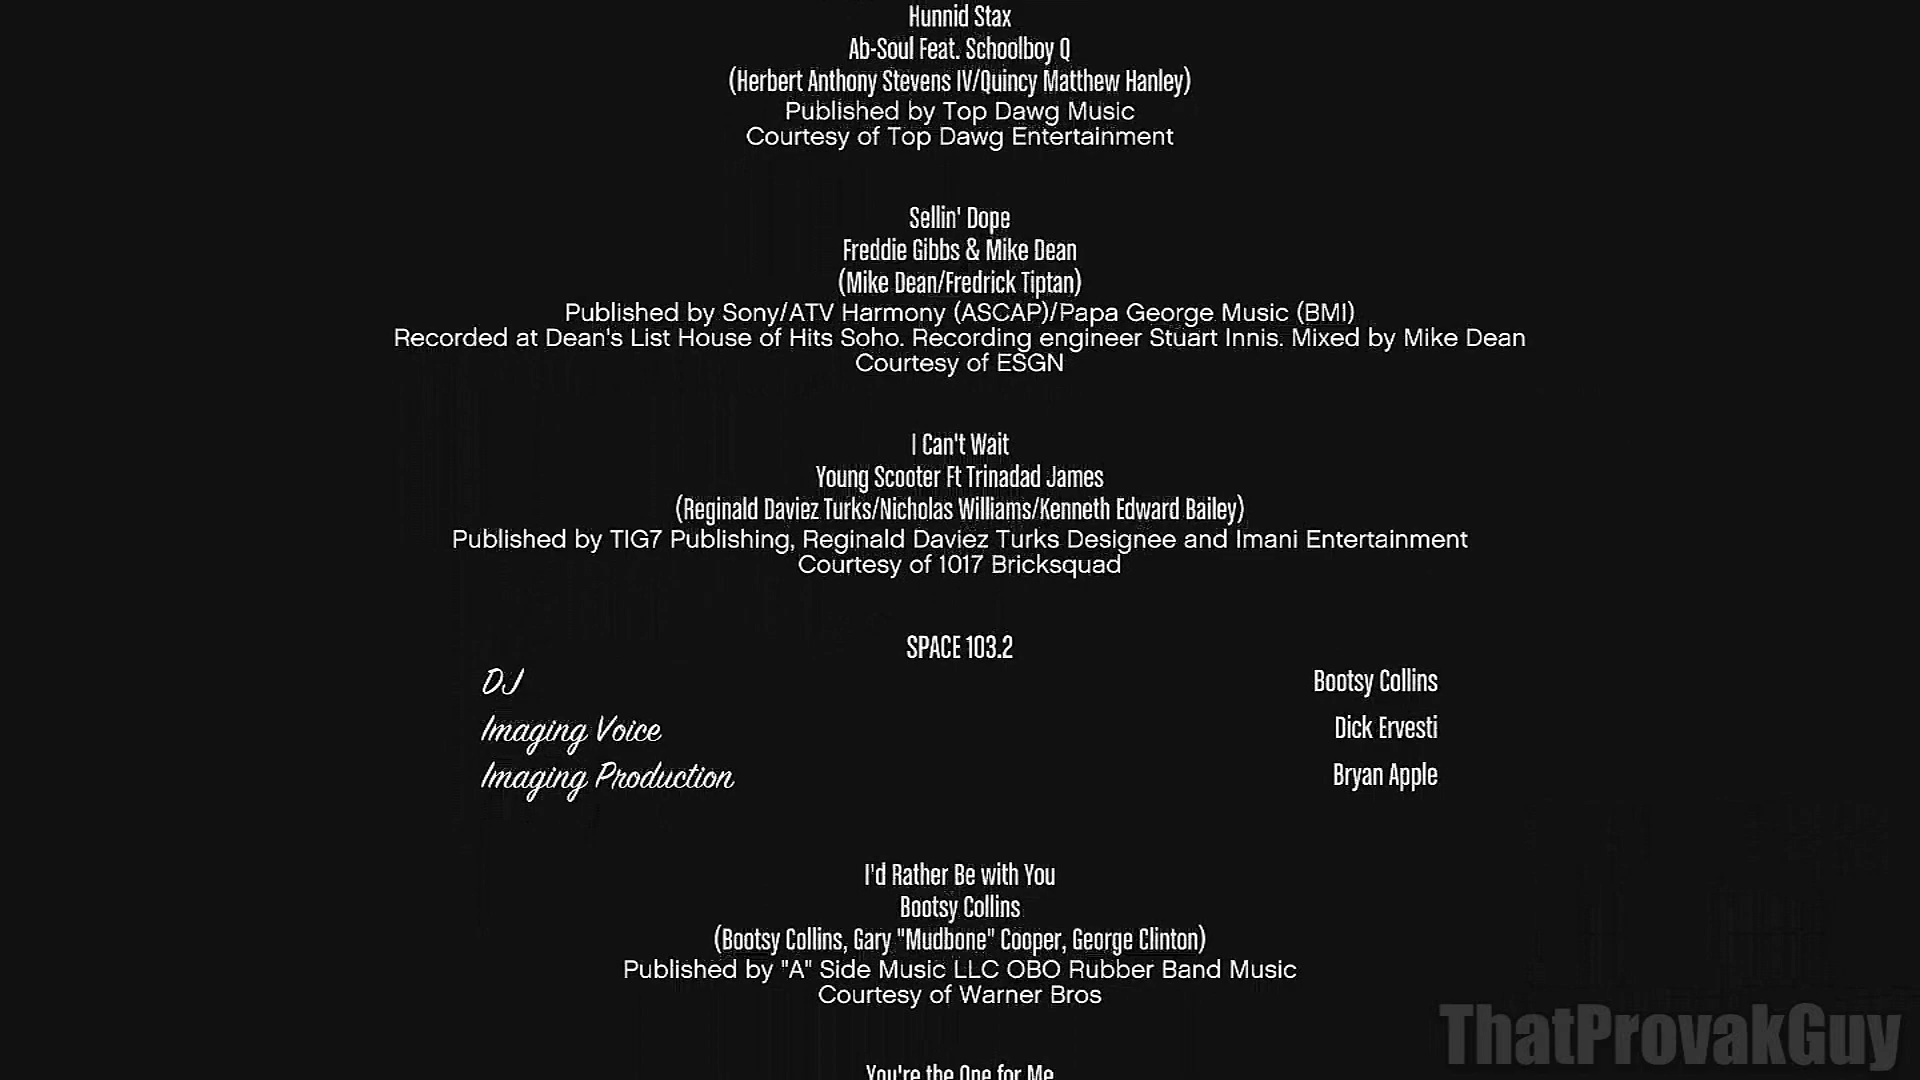 Hunnid Stax
Ab-Soul Feat. Schoolboy Q
(Herbert Anthony Stevens IV/Quincy Matthew Hanley)
Published by Top Dawg Music
Courtesy of Top Dawg Entertainment
Sellin' Dope
Freddie Gibbs & Mike Dean
(Mike Dean/Fredrick Tiptan)
Published by Sony/ATV Harmony (ASCAP)/Papa George Music (BMI)
Recorded at Dean's List House of Hits Soho. Recording engineer Stuart Innis. Mixed by Mike Dean
Courtesy of ESGN
I Can't Wait
Young Scooter Ft Trinadad James
(Reginald Daviez Turks/Nicholas Williams/Kenneth Edward Bailey)
Published by TIG7 Publishing, Reginald Daviez Turks Designee and Imani Entertainment
Courtesy of 1017 Bricksquad
SPACE 103.2
DJ Bootsy Collins
Imaging Voice Dick Ervesti
Imaging Production Bryan Apple
I'd Rather Be with You
Bootsy Collins
(Bootsy Collins, Gary "Mudbone" Cooper, George Clinton)
Published by "A" Side Music LLC OBO Rubber Band Music
Courtesy of Warner Bros
You're the One for Me
ThatProvakGuy